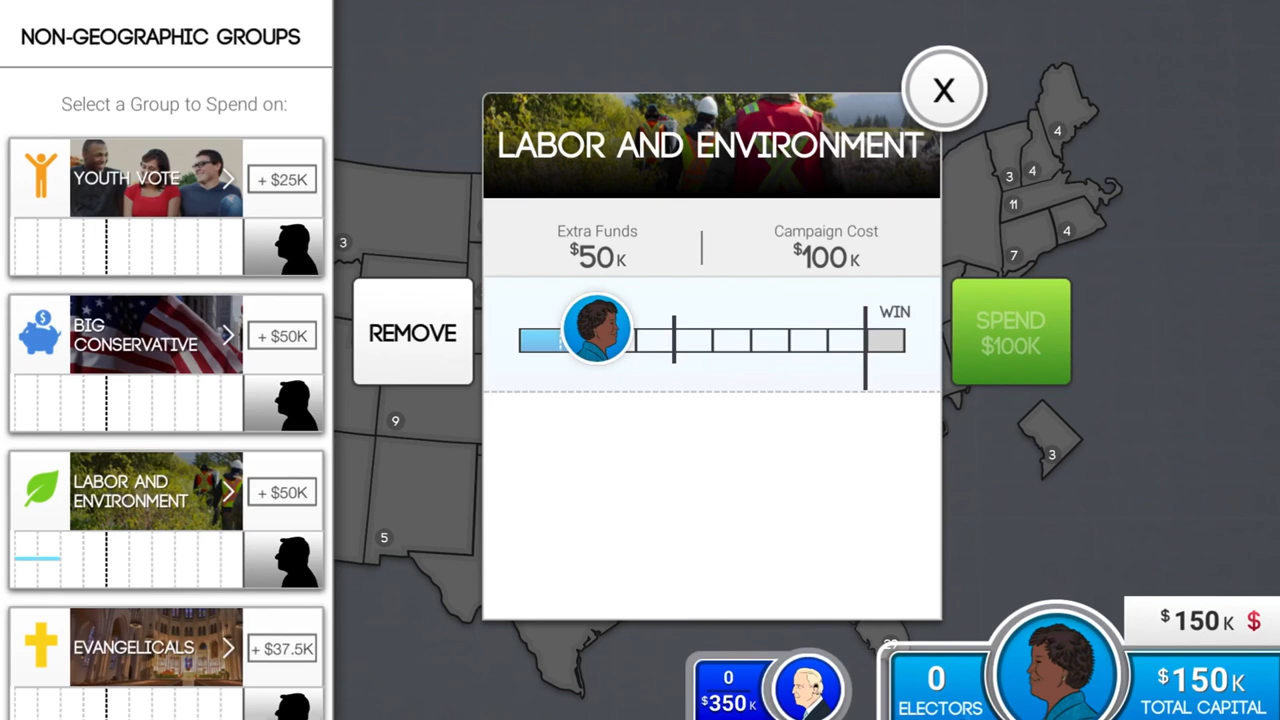 NON-GEOGRAPHIC GROUPS
Select a Group to Spend on:
YOUTH VOTE
+ $25K
BIG
CONSERVATIVE
+ $50K
LABOR AND
ENVIRONMENT
+ $50K
EVANGELICALS
+ $37.5K
X
LABOR AND ENVIRONMENT
Extra Funds
$50K
Campaign Cost
$100K
WIN
REMOVE
SPEND
$100K
3
9
5
4
3
4
11
4
7
3
29
0
$350K
0
ELECTORS
$150K $
$150K
TOTAL CAPITAL